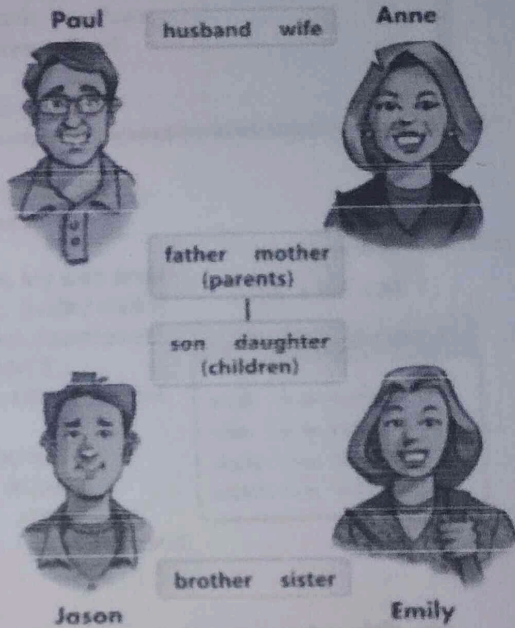 Paul
husband wife
Anne
father mother
(parents)
son daughter
(children)
brother sister
Jason
Emily